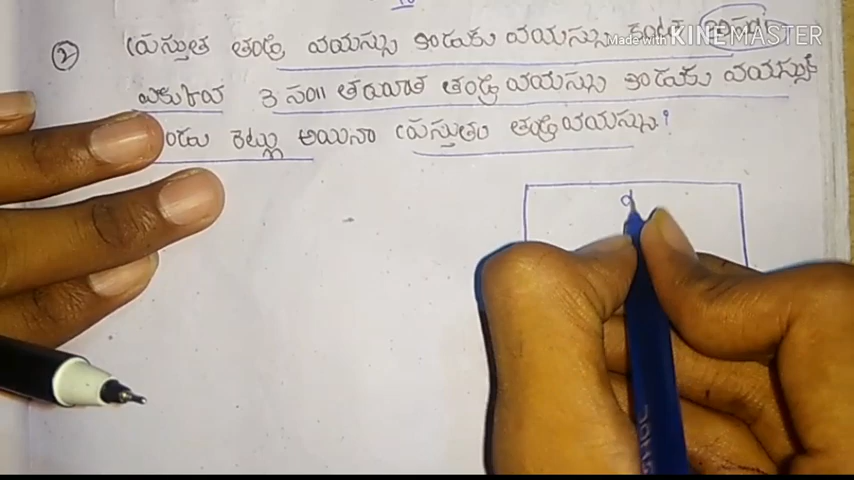 ② ప్రస్తుత తండ్రి వయస్సు కొడుకు వయస్సు కంటే
Made with KINEMASTER
ఎక్కువ 3 సం॥ తరువాత తండ్రి వయస్సు కొడుకు వయస్సుకి
రెట్లు అయినా ప్రస్తుతం తండ్రి వయస్సు?